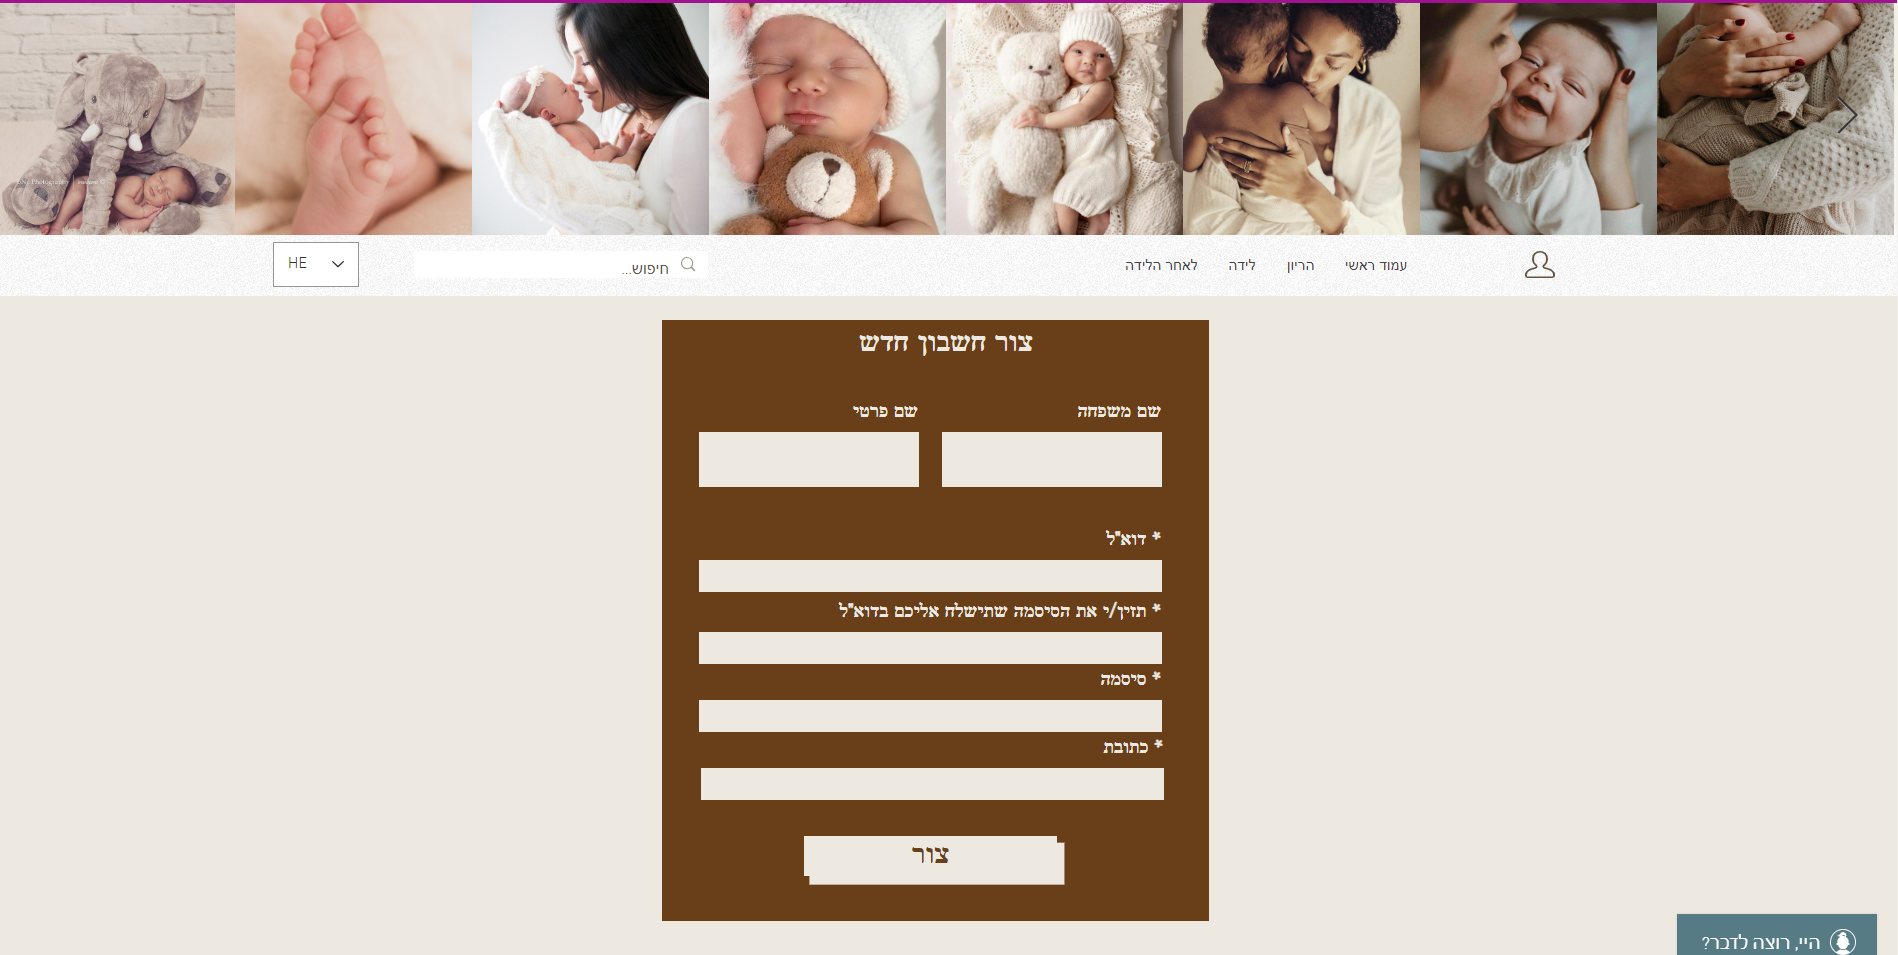 HE
חיפוש...
עמוד ראשי
הריון
לידה
לאחר הלידה
צור חשבון חדש
שם משפחה
שם פרטי
* דוא"ל
* תזין/י את הסיסמה שתישלח אליכם בדוא"ל
* סיסמה
* כתובת
צור
היי, רוצה לדבר?